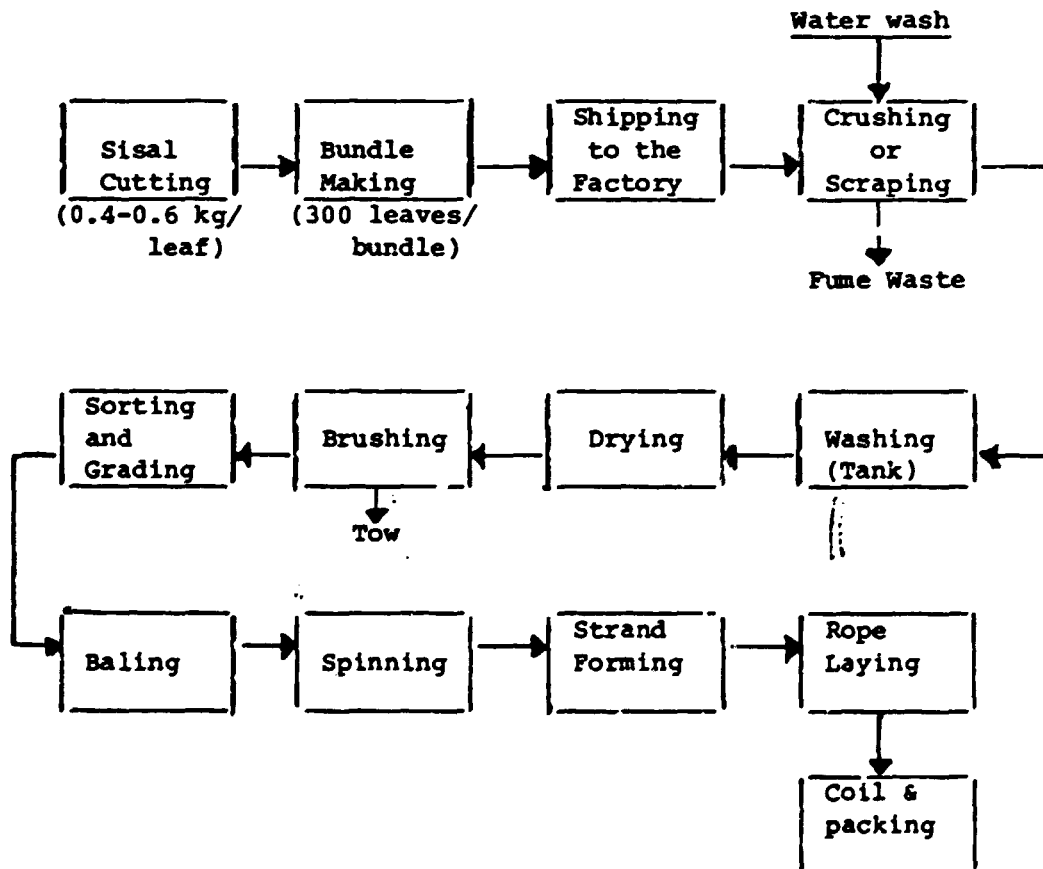 Water wash
Sisal
Cutting
(0.4-0.6 kg/
leaf)
Bundle
Making
(300 leaves/
bundle)
Shipping
to the
Factory
Crushing
or
Scraping
Fume Waste
Washing
(Tank)
Drying
Brushing
Tow
Sorting
and
Grading
Baling
Spinning
Strand
Forming
Rope
Laying
Coil &
packing